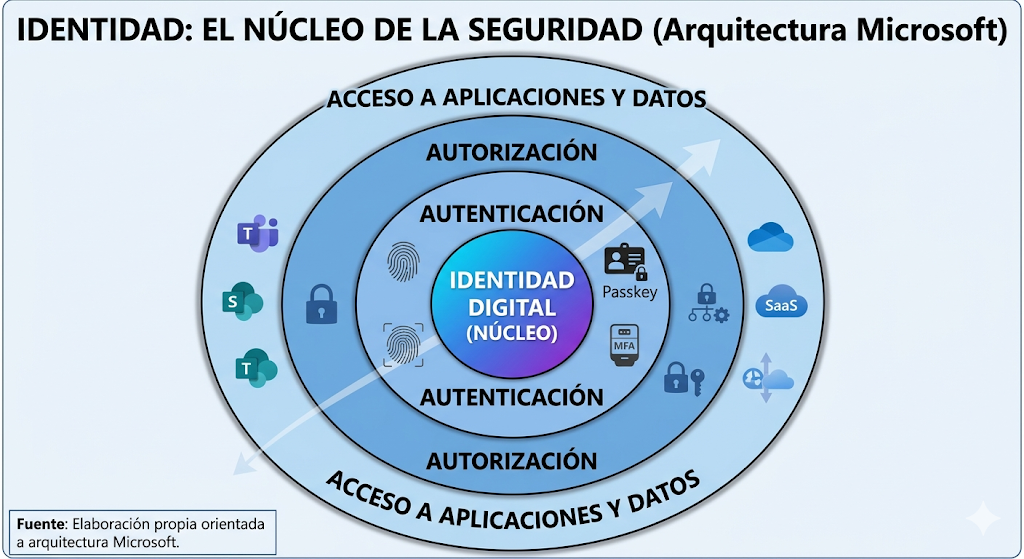 IDENTIDAD: EL NÚCLEO DE LA SEGURIDAD (Arquitectura Microsoft)
ACCESO A APLICACIONES Y DATOS
AUTORIZACIÓN
AUTENTICACIÓN
T
S
T
IDENTIDAD
DIGITAL
(NÚCLEO)
Passkey
MFA
SaaS
AUTENTICACIÓN
AUTORIZACIÓN
ACCESO A APLICACIONES Y DATOS
Fuente: Elaboración propia orientada
a arquitectura Microsoft.